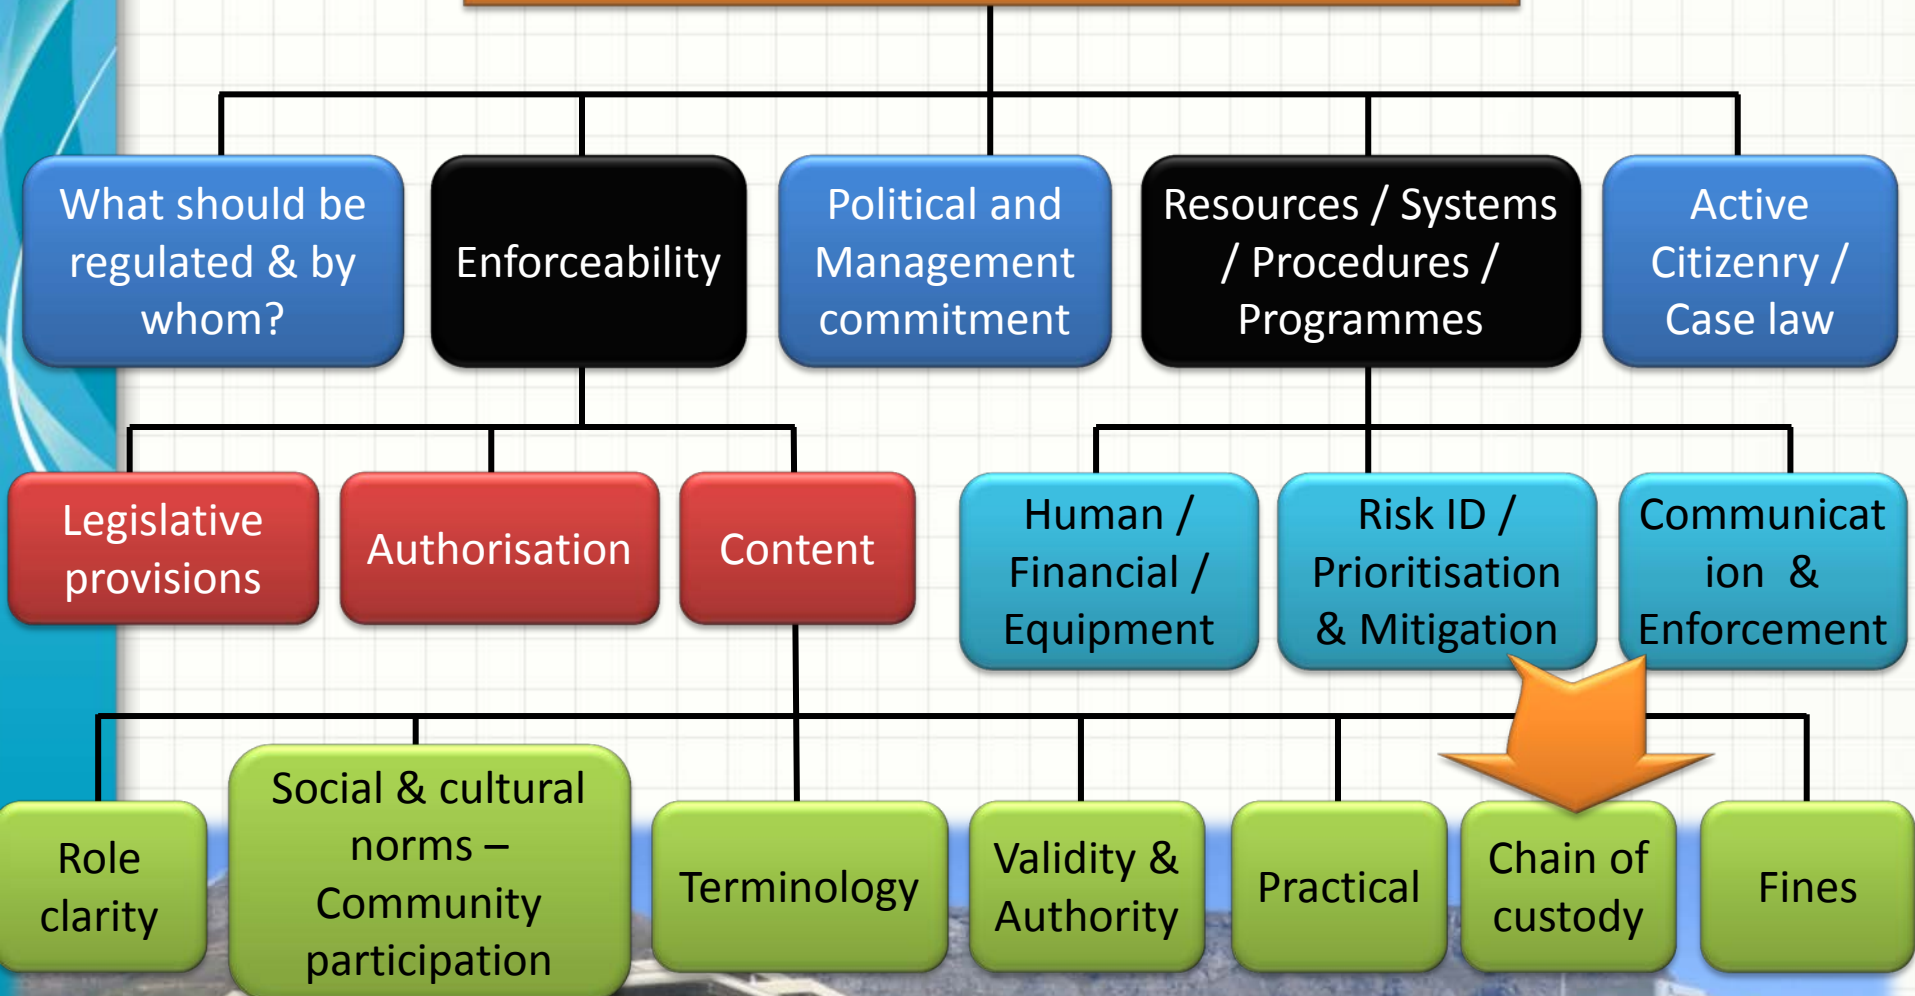 What should be
regulated & by
whom?
Enforceability
Political and
Management
commitment
Resources / Systems
/ Procedures /
Programmes
Active
Citizenry /
Case law
Legislative
provisions
Authorisation
Content
Human /
Financial /
Equipment
Risk ID /
Prioritisation
& Mitigation
Communicat
ion &
Enforcement
Role
clarity
Social & cultural
norms –
Community
participation
Terminology
Validity &
Authority
Practical
Chain of
custody
Fines